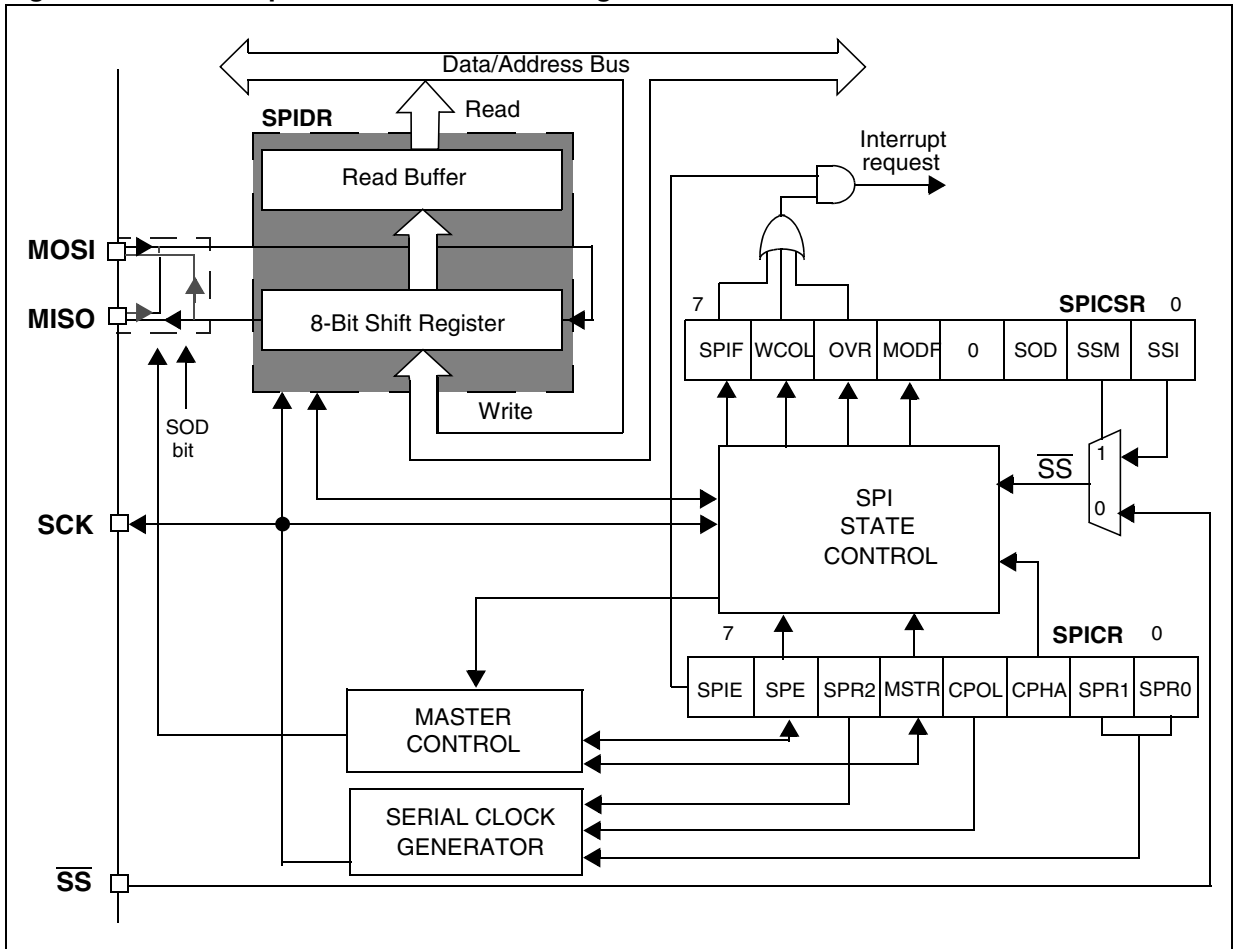 Data/Address Bus
SPIDR
Read
Read Buffer
Interrupt
request
MOSI
MISO
8-Bit Shift Register
7 SPICSR 0
SPIF WCOL OVR MODF 0 SOD SSM SSI
Write
SOD
bit
1
SS
0
SCK
SPI
STATE
CONTROL
7 SPICR 0
SPIE SPE SPR2 MSTR CPOL CPHA SPR1 SPR0
MASTER
CONTROL
SERIAL CLOCK
GENERATOR
SS